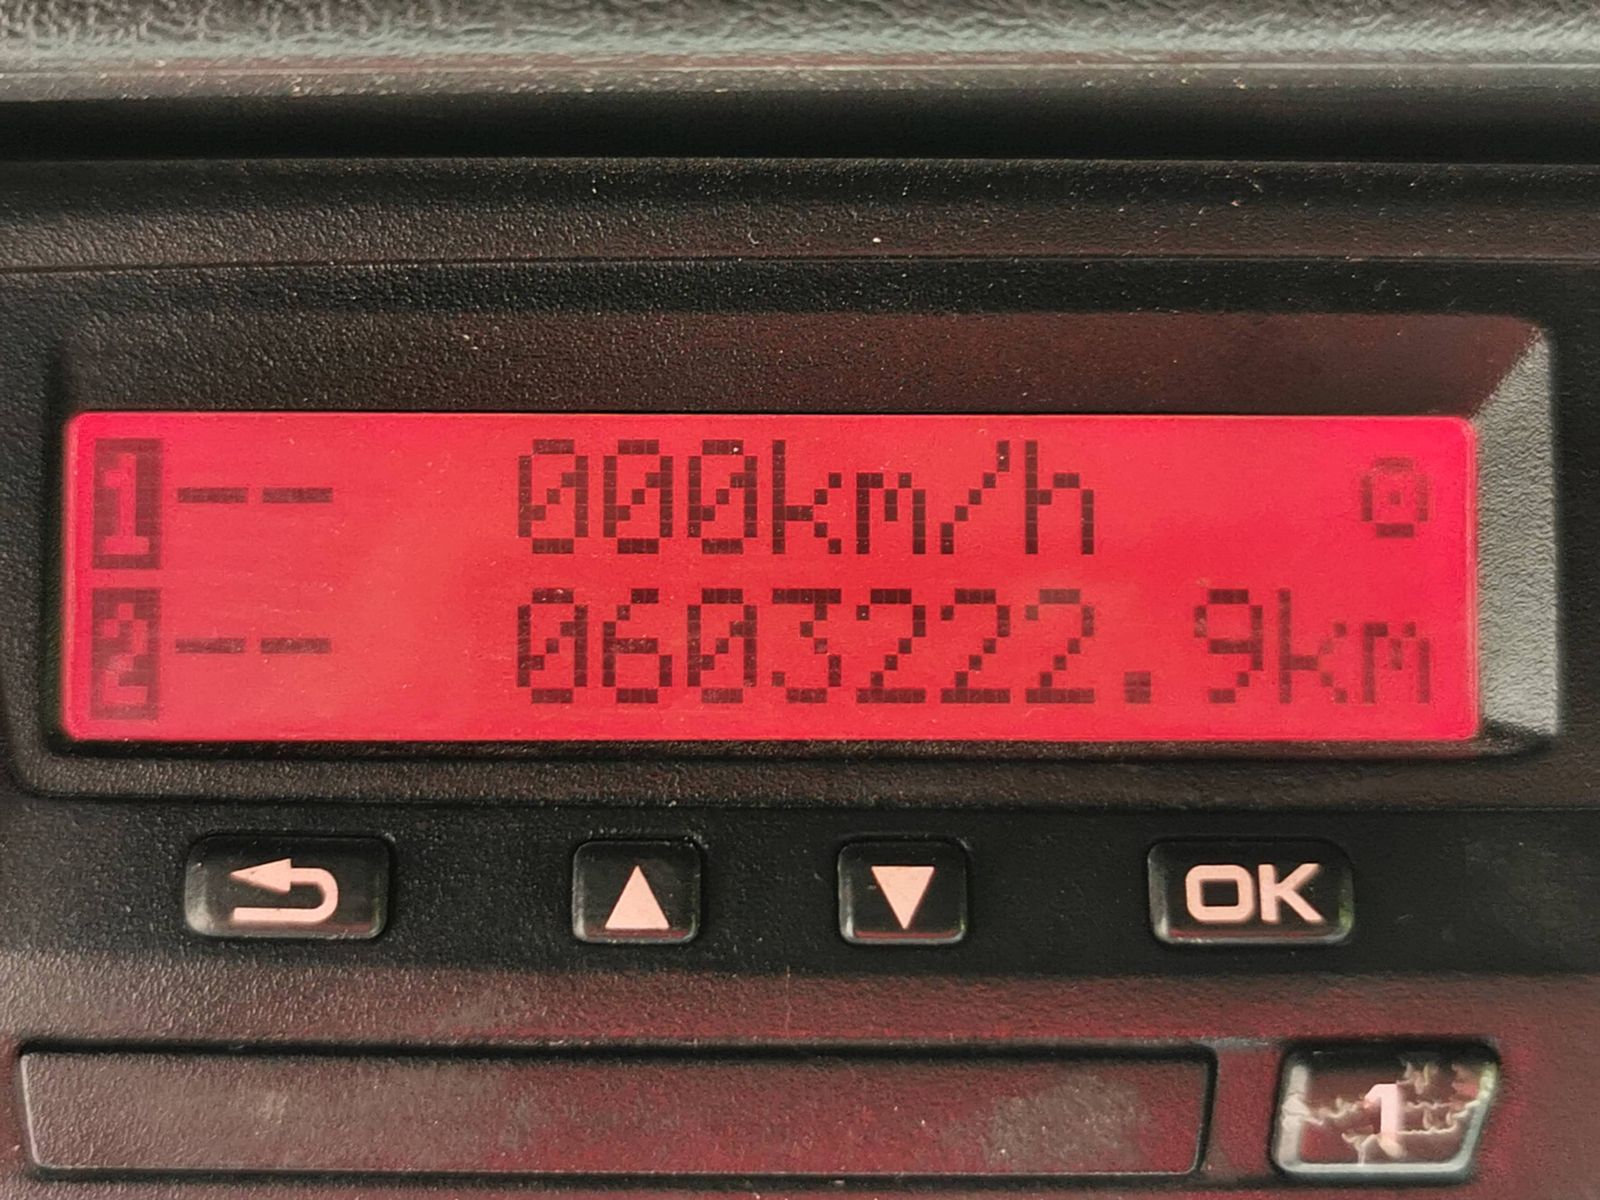 1-- 000km/h ⊙
2-- 0603222.9km
OK
1